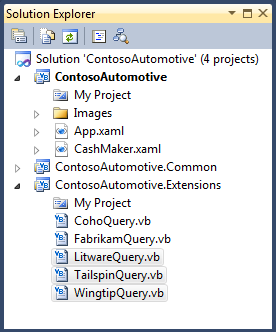 Solution Explorer
Solution 'ContosoAutomotive' (4 projects)
ContosoAutomotive
My Project
Images
App.xaml
CashMaker.xaml
ContosoAutomotive.Common
ContosoAutomotive.Extensions
My Project
CohoQuery.vb
FabrikamQuery.vb
LitwareQuery.vb
TailspinQuery.vb
WingtipQuery.vb